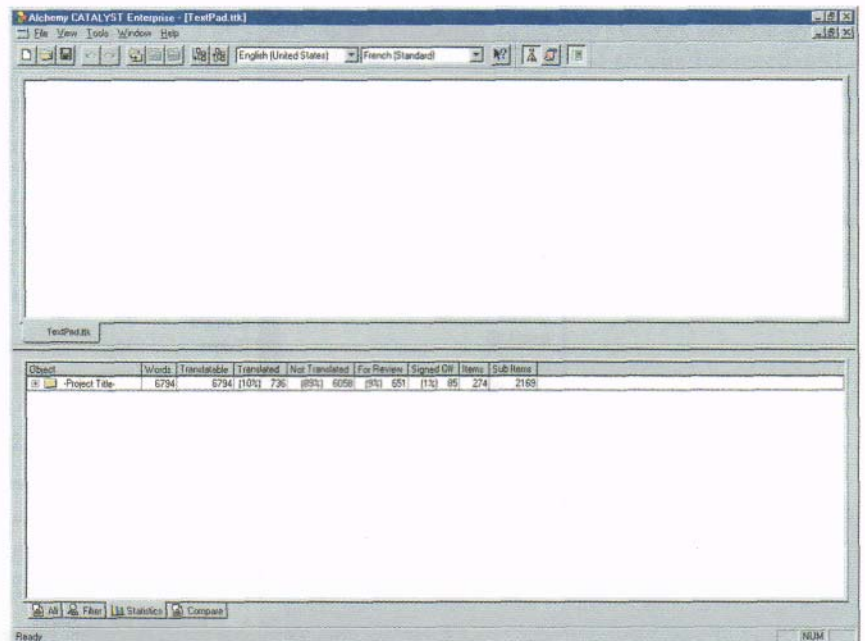 Alchemy CATALYST Enterprise - [TextPad.ttk]
File View Tools Window Help
English (United States) French (Standard)
TextPad.ttk
Object Words Translatable Translated Not Translated For Review Signed Off Items Sub Items
-Project Title- 6794 6794 (10%) 736 (89%) 6058 (9%) 651 (1%) 85 274 2169
All Filter Statistics Compare
Ready NUM